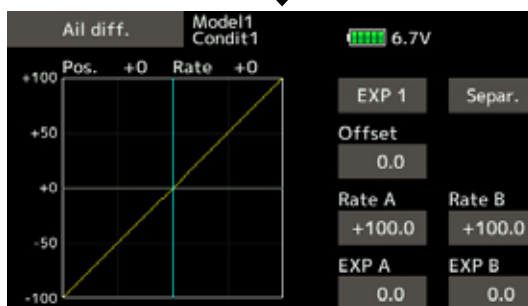 Ail diff.
Model1
Condit1
6.7V
Pos. +0 Rate +0
+100
+50
+0
-50
-100
EXP 1
Separ.
Offset
0.0
Rate A
Rate B
+100.0
+100.0
EXP A
EXP B
0.0
0.0